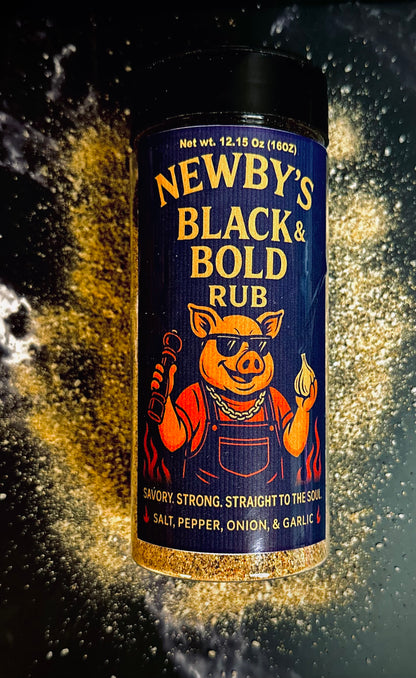 Net wt. 12.15 Oz (16OZ)
NEWBY'S
BLACK &
BOLD
RUB
SAVORY. STRONG. STRAIGHT TO THE SOUL.
SALT, PEPPER, ONION, & GARLIC